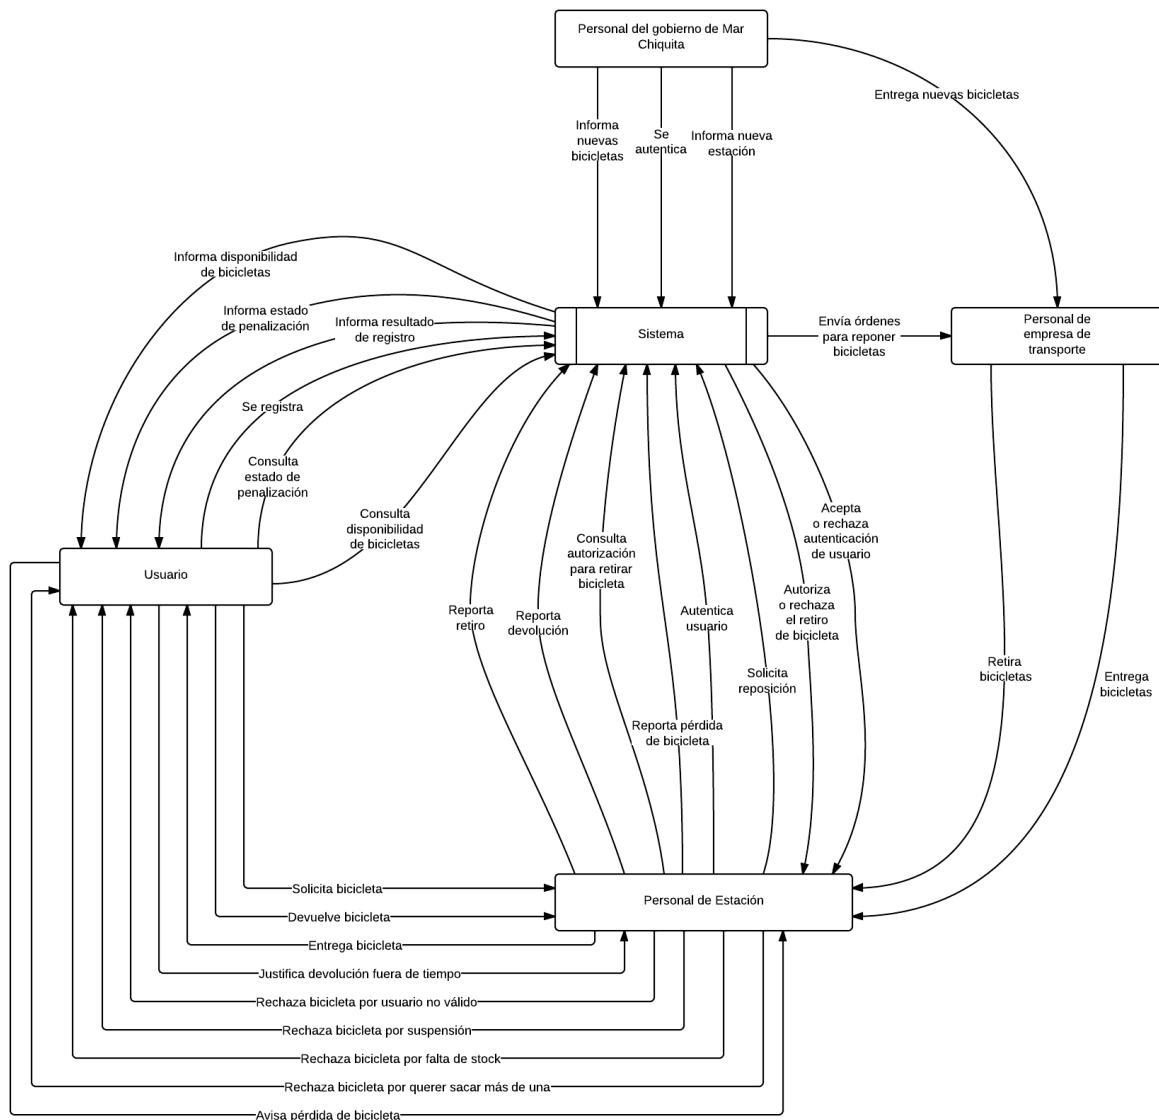 Personal del gobierno de Mar
Chiquita
Entrega nuevas bicicletas
Informa
nuevas
bicicletas
Se
autentica
Informa nueva
estación
Informa disponibilidad
de bicicletas
Informa estado
de penalización
Informa resultado
de registro
Sistema
Envía órdenes
para reponer
bicicletas
Personal de
empresa de
transporte
Se registra
Consulta
estado de
penalización
Consulta
disponibilidad
de bicicletas
Consulta
autorización
para retirar
bicicleta
Acepta
o rechaza
autenticación
de usuario
Usuario
Reporta
retiro
Reporta
devolución
Autentica
usuario
Autoriza
o rechaza
el retiro
de bicicleta
Solicita
reposición
Retira
bicicletas
Entrega
bicicletas
Reporta pérdida
de bicicleta
Personal de Estación
Solicita bicicleta
Devuelve bicicleta
Entrega bicicleta
Justifica devolución fuera de tiempo
Rechaza bicicleta por usuario no válido
Rechaza bicicleta por suspensión
Rechaza bicicleta por falta de stock
Rechaza bicicleta por querer sacar más de una
Avisa pérdida de bicicleta